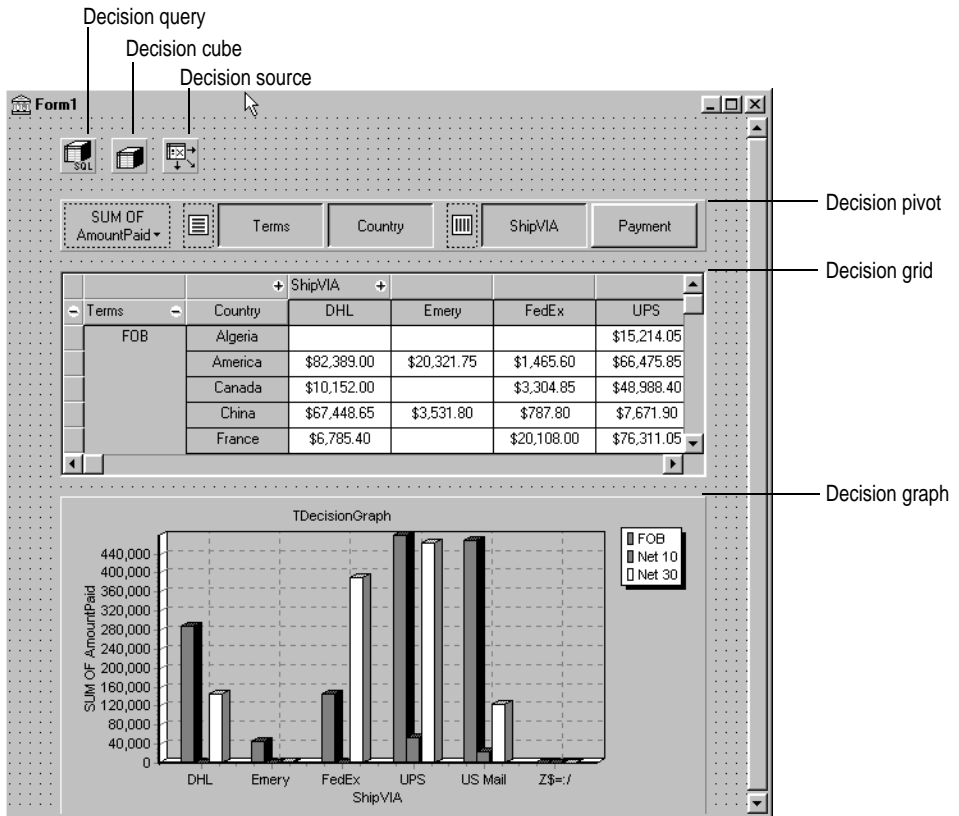 Decision query
Decision cube
Decision source
Form1
SQL
Decision pivot
SUM OF
AmountPaid
Terms
Country
ShipVIA
Payment
Decision grid
+ ShipVIA +
- Terms - Country DHL Emery FedEx UPS
FOB Algeria $15,214.05
America $82,389.00 $20,321.75 $1,465.60 $66,475.85
Canada $10,152.00 $3,304.85 $48,988.40
China $67,448.65 $3,531.80 $787.80 $7,671.90
France $6,785.40 $20,108.00 $76,311.05
Decision graph
TDecisionGraph
FOB
Net 10
Net 30
SUM OF AmountPaid
440,000
400,000
360,000
320,000
280,000
240,000
200,000
160,000
120,000
80,000
40,000
0
DHL Emery FedEx UPS US Mail Z$=:/
ShipVIA